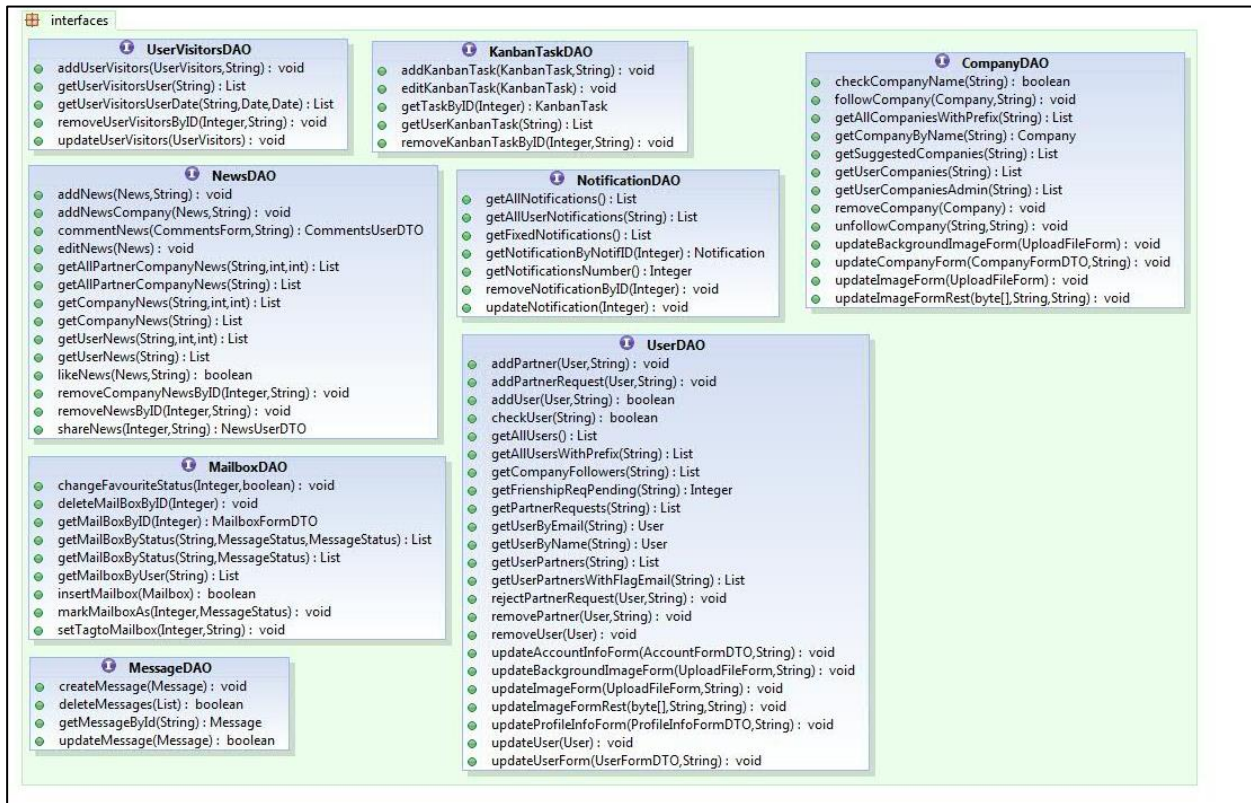 interfaces
UserVisitorsDAO
addUserVisitors(UserVisitors,String) : void
getUserVisitorsUser(String) : List
getUserVisitorsUserDate(String,Date,Date) : List
removeUserVisitorsByID(Integer,String) : void
updateUserVisitors(UserVisitors) : void
KanbanTaskDAO
addKanbanTask(KanbanTask,String) : void
editKanbanTask(KanbanTask) : void
getTaskByID(Integer) : KanbanTask
getUserKanbanTask(String) : List
removeKanbanTaskByID(Integer,String) : void
CompanyDAO
checkCompanyName(String) : boolean
followCompany(Company,String) : void
getAllCompaniesWithPrefix(String) : List
getCompanyByName(String) : Company
getSuggestedCompanies(String) : List
getUserCompanies(String) : List
getUserCompaniesAdmin(String) : List
removeCompany(Company) : void
unfollowCompany(String,String) : void
updateBackgroundImageForm(UploadFileForm) : void
updateCompanyForm(CompanyFormDTO,String) : void
updateImageForm(UploadFileForm) : void
updateImageFormRest(byte[],String,String) : void
NewsDAO
addNews(News,String) : void
addNewsCompany(News,String) : void
commentNews(CommentsForm,String) : CommentsUserDTO
editNews(News) : void
getAllPartnerCompanyNews(String,int,int) : List
getAllPartnerCompanyNews(String) : List
getCompanyNews(String,int,int) : List
getCompanyNews(String) : List
getUserNews(String,int,int) : List
getUserNews(String) : List
likeNews(News,String) : boolean
removeCompanyNewsByID(Integer,String) : void
removeNewsByID(Integer,String) : void
shareNews(Integer,String) : NewsUserDTO
NotificationDAO
getAllNotifications() : List
getAllUserNotifications(String) : List
getFixedNotifications() : List
getNotificationByNotifID(Integer) : Notification
getNotificationsNumber() : Integer
removeNotificationByID(Integer) : void
updateNotification(Integer) : void
UserDAO
addPartner(User,String) : void
addPartnerRequest(User,String) : void
addUser(User,String) : boolean
checkUser(String) : boolean
getAllUsers() : List
getAllUsersWithPrefix(String) : List
getCompanyFollowers(String) : List
getFrienshipReqPending(String) : Integer
getPartnerRequests(String) : List
getUserByEmail(String) : User
getUserByName(String) : User
getUserPartners(String) : List
getUserPartnersWithFlagEmail(String) : List
rejectPartnerRequest(User,String) : void
removePartner(User,String) : void
removeUser(User) : void
updateAccountInfoForm(AccountFormDTO,String) : void
updateBackgroundImageForm(UploadFileForm,String) : void
updateImageForm(UploadFileForm,String) : void
updateImageFormRest(byte[],String,String) : void
updateProfileInfoForm(ProfileInfoFormDTO,String) : void
updateUser(User) : void
updateUserForm(UserFormDTO,String) : void
MailboxDAO
changeFavouriteStatus(Integer,boolean) : void
deleteMailBoxByID(Integer) : void
getMailBoxByID(Integer) : MailboxFormDTO
getMailBoxByStatus(String,MessageStatus,MessageStatus) : List
getMailBoxByStatus(String,MessageStatus) : List
getMailboxByUser(String) : List
insertMailbox(Mailbox) : boolean
markMailboxAs(Integer,MessageStatus) : void
setTagtoMailbox(Integer,String) : void
MessageDAO
createMessage(Message) : void
deleteMessages(List) : boolean
getMessageById(String) : Message
updateMessage(Message) : boolean